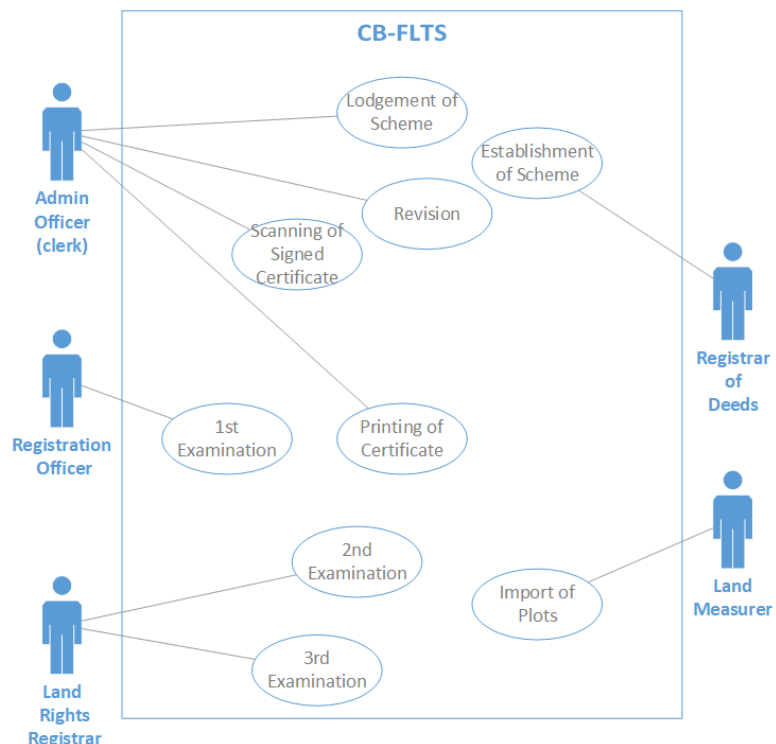 CB-FLTS
Lodgement of
Scheme
Establishment
of Scheme
Admin
Officer
(clerk)
Revision
Scanning of
Signed
Certificate
Registrar
of
Deeds
1st
Examination
Printing of
Certificate
Registration
Officer
2nd
Examination
Import of
Plots
Land
Measurer
3rd
Examination
Land
Rights
Registrar